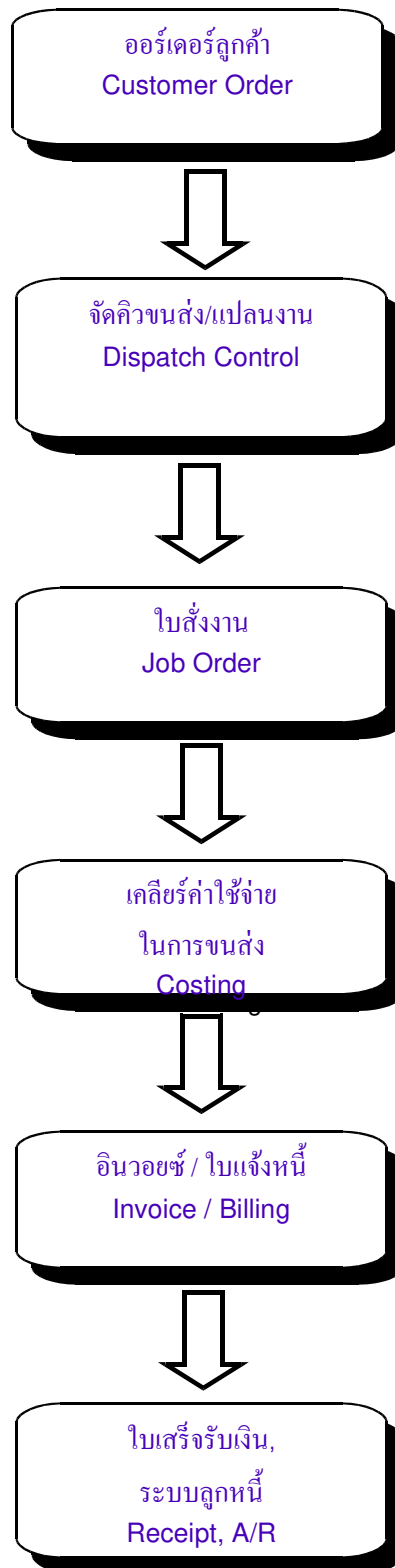 ออร์เดอร์ลูกค้า
Customer Order
จัดคิวขนส่ง/แปลนงาน
Dispatch Control
ใบสั่งงาน
Job Order
เคลียร์ค่าใช้จ่าย
ในการขนส่ง
Costing
อินวอยซ์ / ใบแจ้งหนี้
Invoice / Billing
ใบเสร็จรับเงิน,
ระบบลูกหนี้
Receipt, A/R